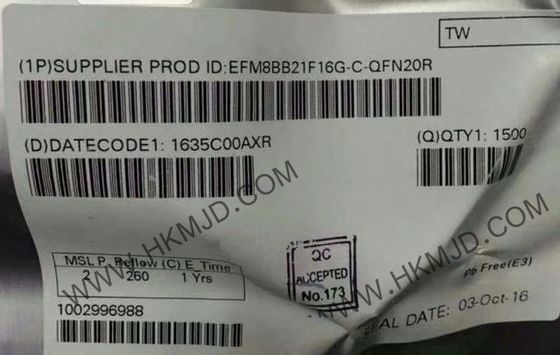 TW
(1P)SUPPLIER PROD ID:EFM8BB21F16G-C-QFN20R
(D)DATECODE1: 1635C00AXR
(Q)QTY1: 1500
WWW.HKMJD.COM
WWW.HKMJD.COM
MSL P. Reflow (C) E_Time
2 260 1 Yrs
QC
ACCEPTED
No.173
Pb Free(E3)
1002996988
SEAL DATE: 03-Oct-16